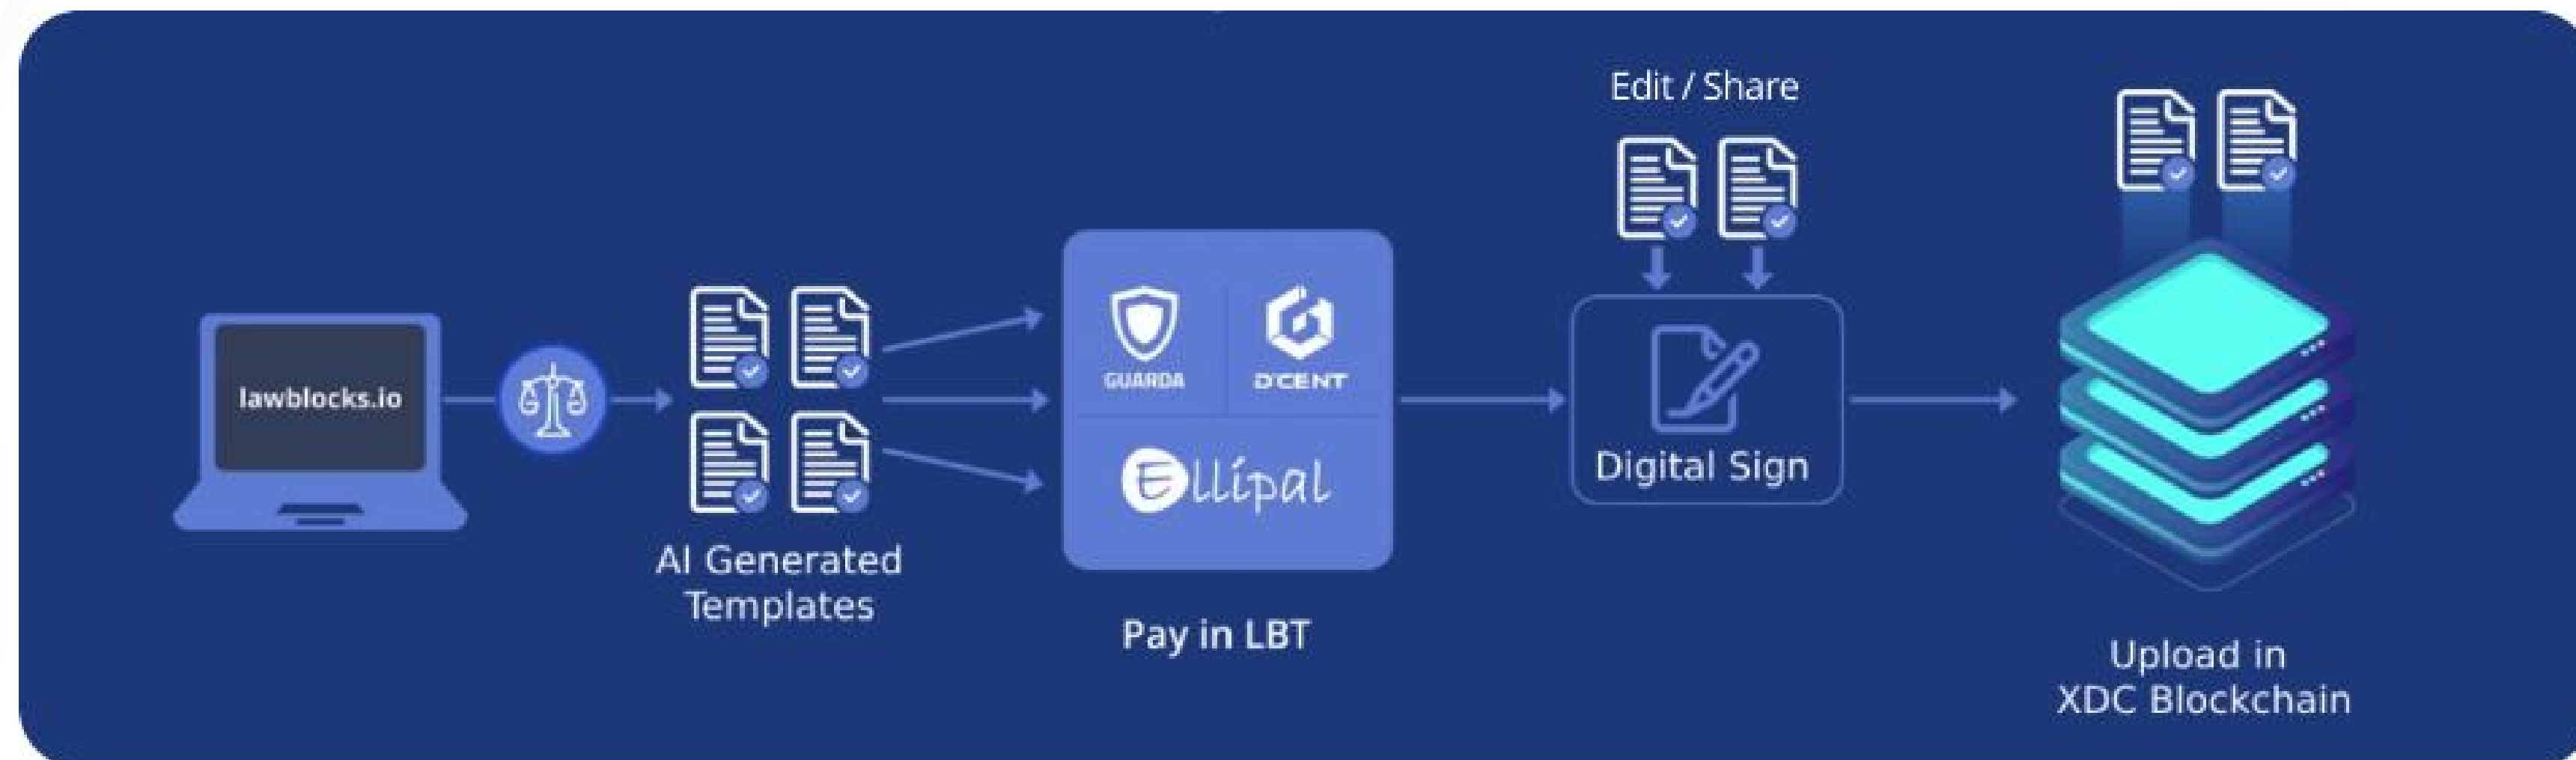 lawblocks.io
AI Generated
Templates
GUARDA
D'CENT
Ellipal
Pay in LBT
Edit / Share
Digital Sign
Upload in
XDC Blockchain